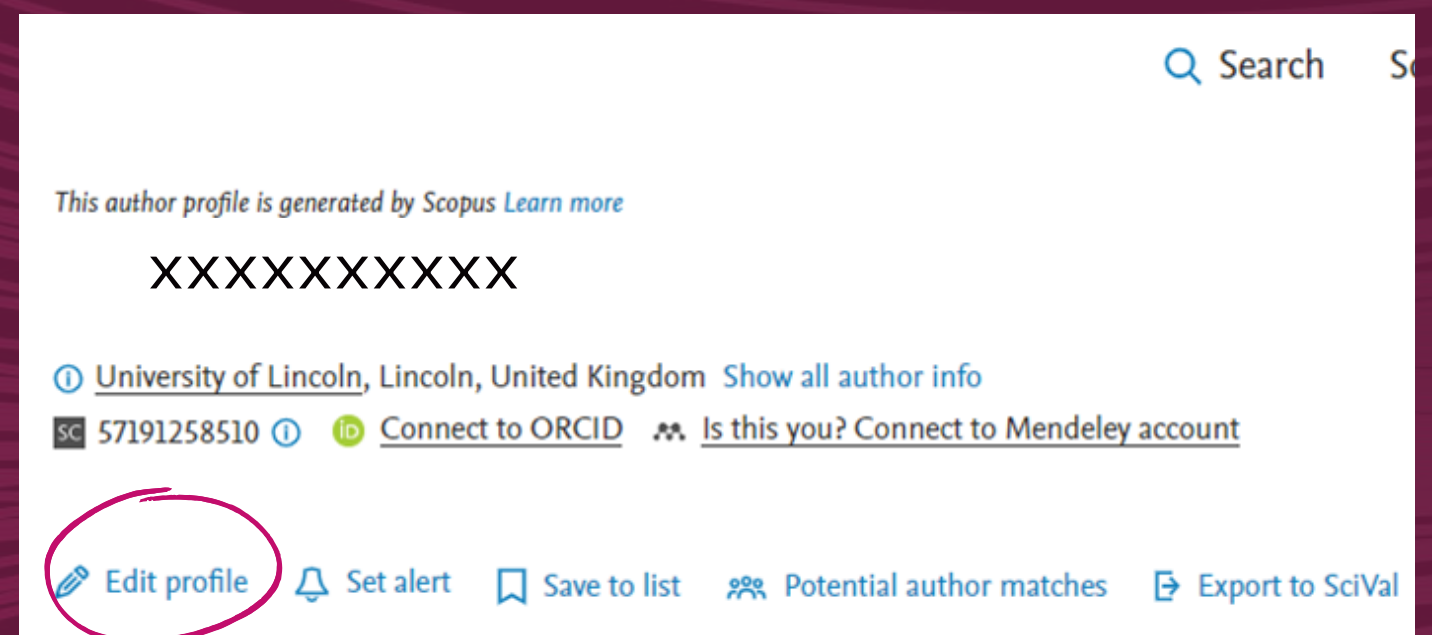 Search
This author profile is generated by Scopus Learn more
XXXXXXXXXX
University of Lincoln, Lincoln, United Kingdom Show all author info
SC 57191258510 iD Connect to ORCID Is this you? Connect to Mendeley account
Edit profile Set alert Save to list Potential author matches Export to SciVal